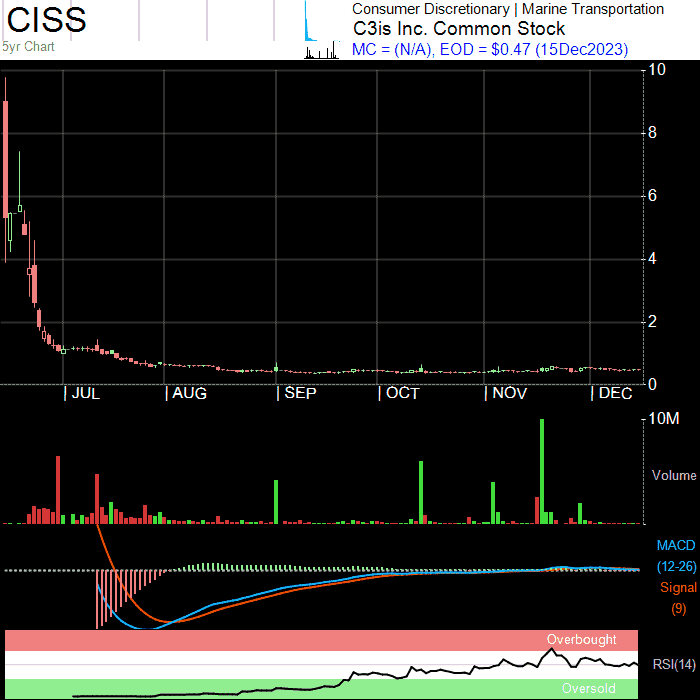 CISS
5yr Chart
Consumer Discretionary | Marine Transportation
C3is Inc. Common Stock
MC = (N/A), EOD = $0.47 (15Dec2023)
10
8
6
4
2
0
| JUL | AUG | SEP | OCT | NOV | DEC
10M
Volume
MACD
(12-26)
Signal
(9)
Overbought
RSI(14)
Oversold